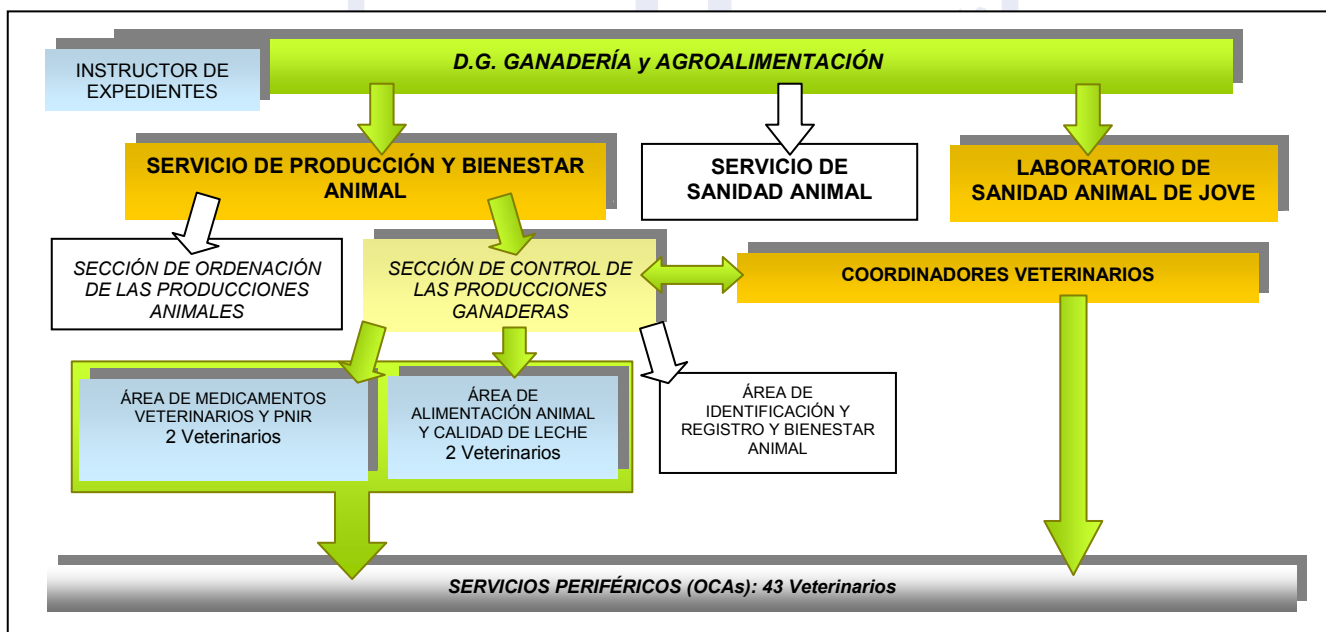 INSTRUCTOR DE
EXPEDIENTES
D.G. GANADERÍA y AGROALIMENTACIÓN
SERVICIO DE PRODUCCIÓN Y BIENESTAR
ANIMAL
SERVICIO DE
SANIDAD ANIMAL
LABORATORIO DE
SANIDAD ANIMAL DE JOVE
SECCIÓN DE ORDENACIÓN
DE LAS PRODUCCIONES
ANIMALES
SECCIÓN DE CONTROL DE
LAS PRODUCCIONES
GANADERAS
COORDINADORES VETERINARIOS
ÁREA DE MEDICAMENTOS
VETERINARIOS Y PNIR
2 Veterinarios
ÁREA DE
ALIMENTACIÓN ANIMAL
Y CALIDAD DE LECHE
2 Veterinarios
ÁREA DE
IDENTIFICACIÓN Y
REGISTRO Y BIENESTAR
ANIMAL
SERVICIOS PERIFÉRICOS (OCAs): 43 Veterinarios